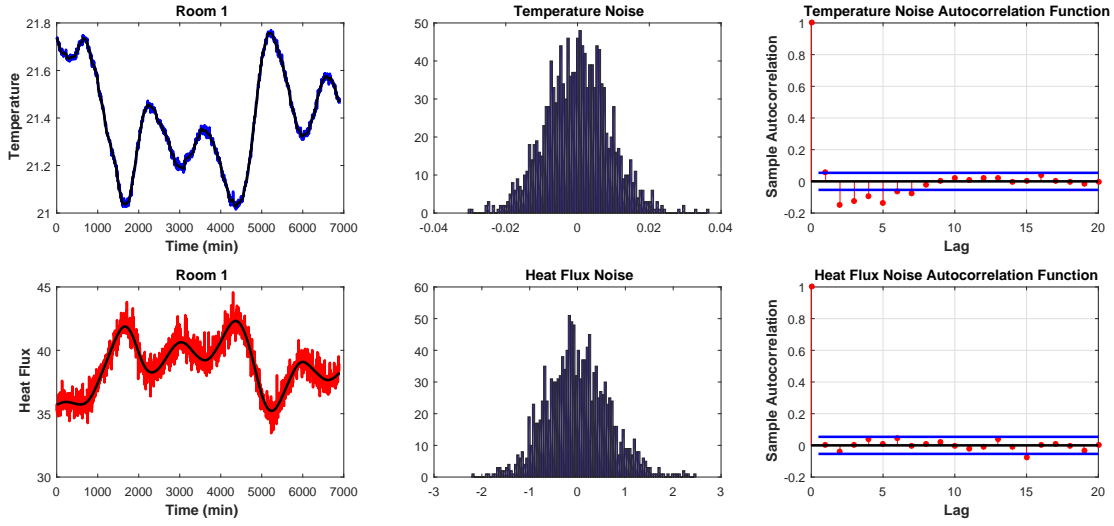 Room 1
Temperature
21.8
21.6
21.4
21.2
21
0 1000 2000 3000 4000 5000 6000 7000
Time (min)
Temperature Noise
50
40
30
20
10
0
-0.04 -0.02 0 0.02 0.04
Temperature Noise Autocorrelation Function
Sample Autocorrelation
1
0.8
0.6
0.4
0.2
0
-0.2
0 5 10 15 20
Lag
Room 1
Heat Flux
45
40
35
30
0 1000 2000 3000 4000 5000 6000 7000
Time (min)
Heat Flux Noise
60
50
40
30
20
10
0
-3 -2 -1 0 1 2 3
Heat Flux Noise Autocorrelation Function
Sample Autocorrelation
1
0.8
0.6
0.4
0.2
0
-0.2
0 5 10 15 20
Lag